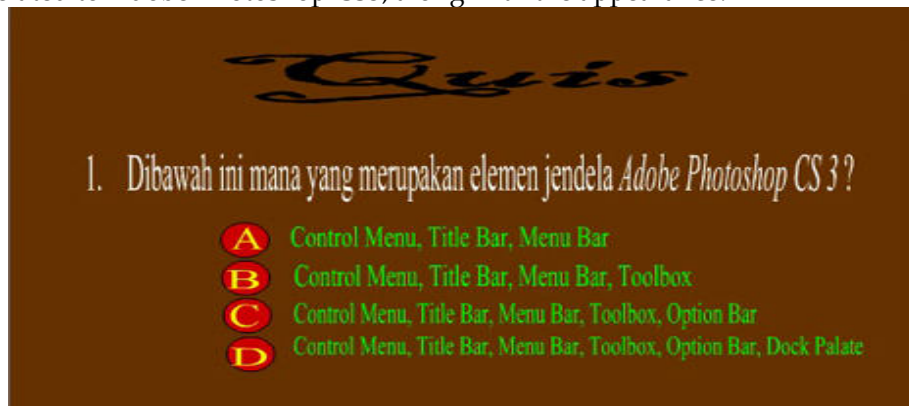 Quis
1. Dibawah ini mana yang merupakan elemen jendela Adobe Photoshop CS 3 ?
A Control Menu, Title Bar, Menu Bar
B Control Menu, Title Bar, Menu Bar, Toolbox
C Control Menu, Title Bar, Menu Bar, Toolbox, Option Bar
D Control Menu, Title Bar, Menu Bar, Toolbox, Option Bar, Dock Palate